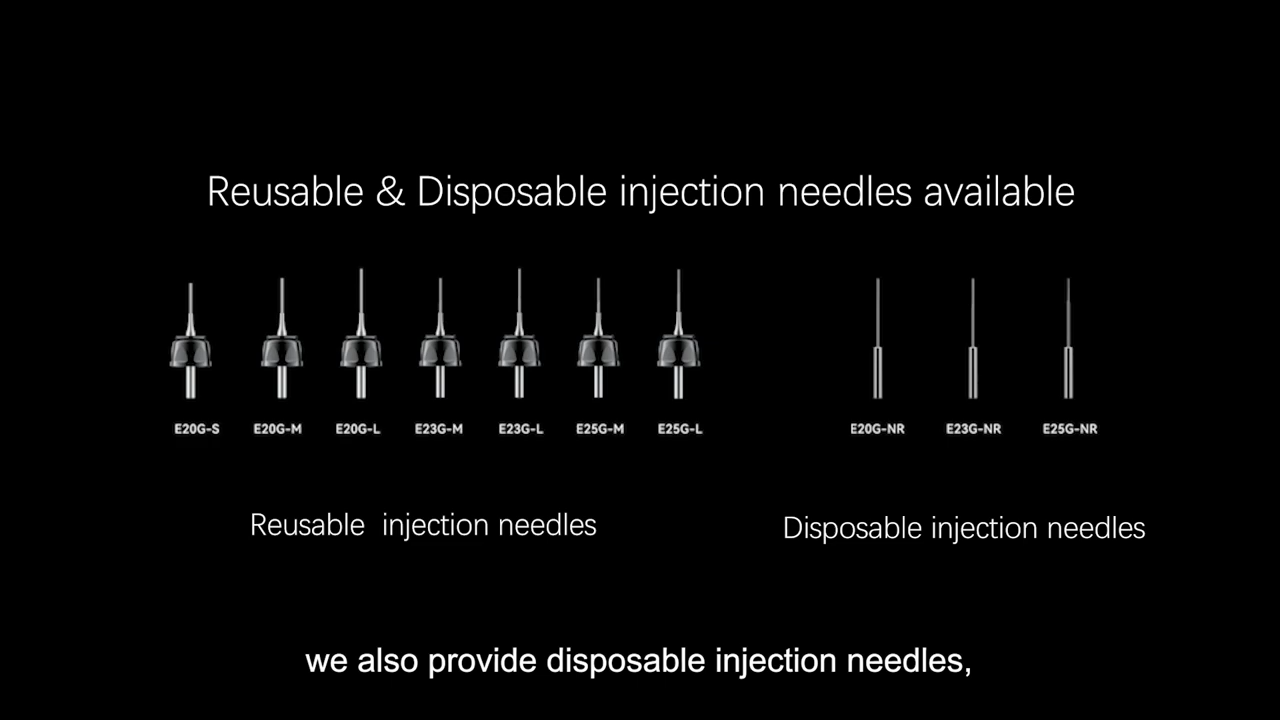 Reusable & Disposable injection needles available
E20G-S E20G-M E20G-L E23G-M E23G-L E25G-M E25G-L E20G-NR E23G-NR E25G-NR
Reusable injection needles
Disposable injection needles
we also provide disposable injection needles,